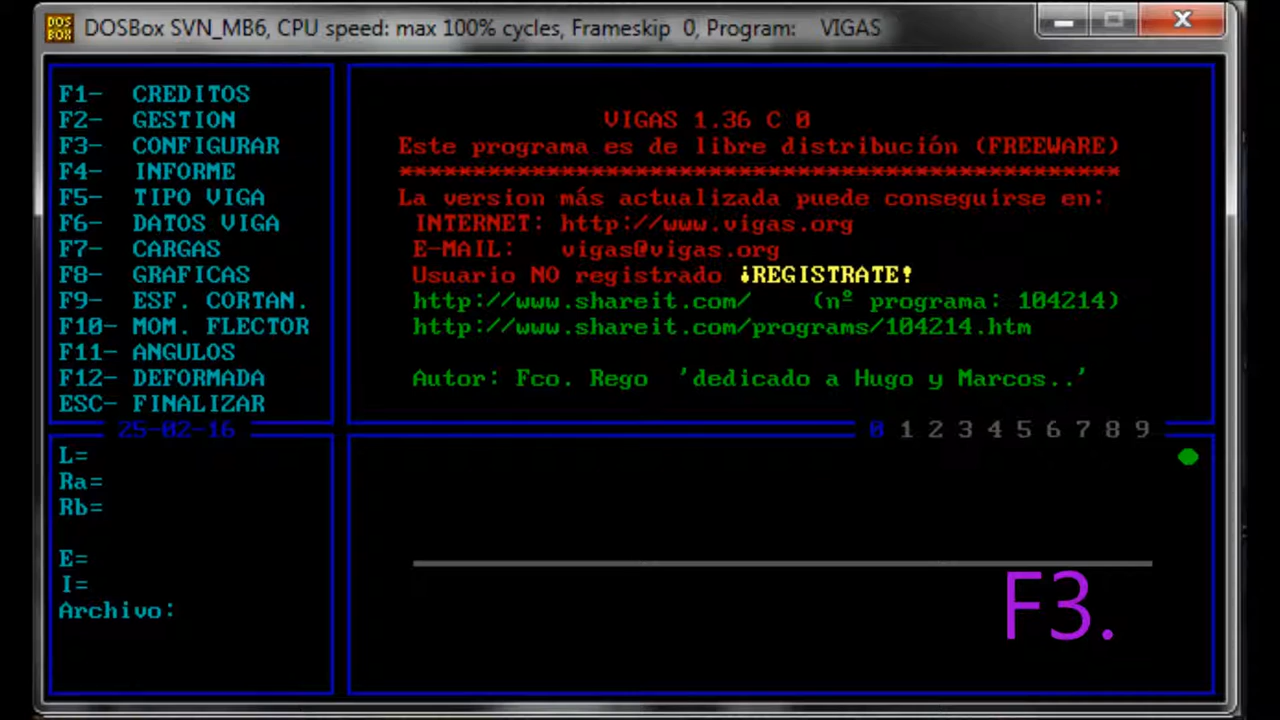 DOSBox SVN_MB6, CPU speed: max 100% cycles, Frameskip 0, Program: VIGAS
F1- CREDITOS
F2- GESTION
F3- CONFIGURAR
F4- INFORME
F5- TIPO VIGA
F6- DATOS VIGA
F7- CARGAS
F8- GRAFICAS
F9- ESF. CORTAN.
F10- MOM. FLECTOR
F11- ANGULOS
F12- DEFORMADA
ESC- FINALIZAR
VIGAS 1.36 C 0
Este programa es de libre distribución (FREEWARE)
*************************************************
La version más actualizada puede conseguirse en:
INTERNET: http://www.vigas.org
E-MAIL: vigas@vigas.org
Usuario NO registrado ¡REGISTRATE!
http://www.shareit.com/ (nº programa: 104214)
http://www.shareit.com/programs/104214.htm
Autor: Fco. Rego 'dedicado a Hugo y Marcos..'
25-02-16
0 1 2 3 4 5 6 7 8 9
L=
Ra=
Rb=
E=
I=
Archivo:
F3.